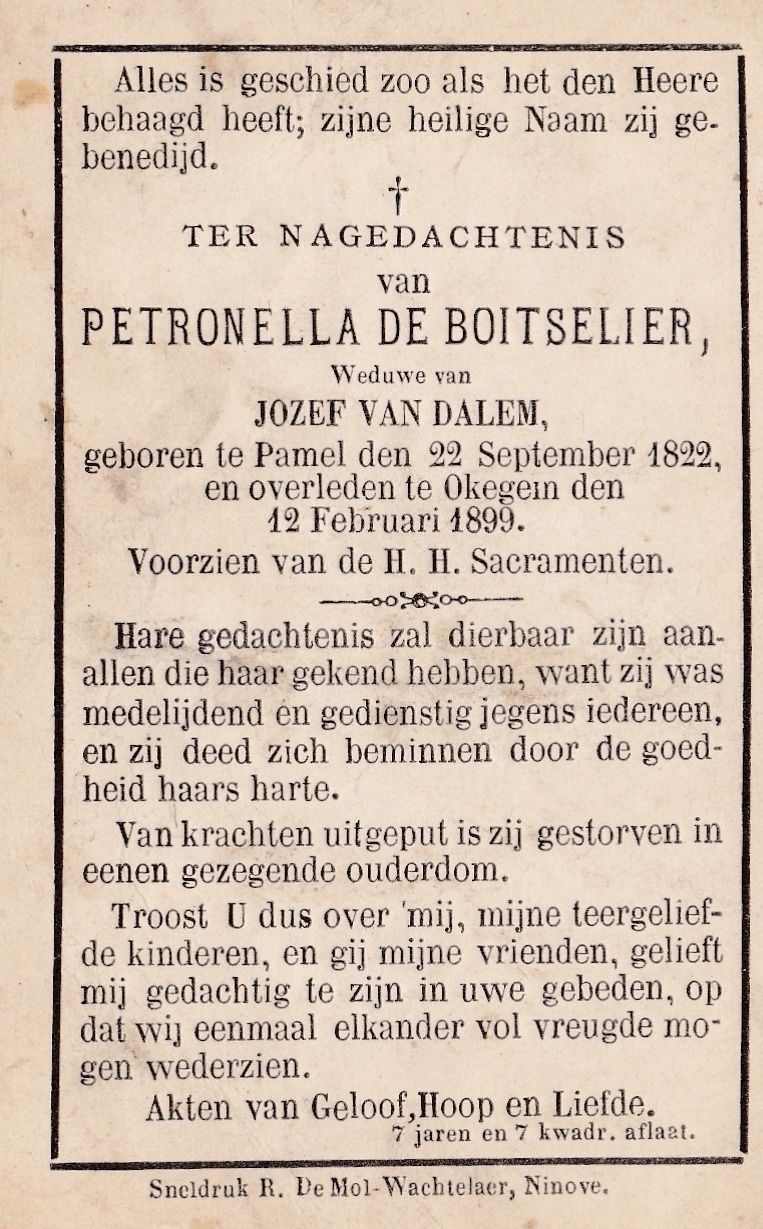 Alles is geschied zoo als het den Heere
behaagd heeft; zijne heilige Naam zij ge-
benedijd.
†
TER NAGEDACHTENIS
van
PETRONELLA DE BOITSELIER,
Weduwe van
JOZEF VAN DALEM,
geboren te Pamel den 22 September 1822,
en overleden te Okegem den
12 Februari 1899.
Voorzien van de H. H. Sacramenten.
Hare gedachtenis zal dierbaar zijn aan-
allen die haar gekend hebben, want zij was
medelijdend en gedienstig jegens iedereen,
en zij deed zich beminnen door de goed-
heid haars harte.
Van krachten uitgeput is zij gestorven in
eenen gezegende ouderdom.
Troost U dus over 'mij, mijne teergelief-
de kinderen, en gij mijne vrienden, gelieft
mij gedachtig te zijn in uwe gebeden, op
dat wij eenmaal elkander vol vreugde mo-
gen wederzien.
Akten van Geloof,Hoop en Liefde.
7 jaren en 7 kwadr. aflaat.
Sneldruk R. De Mol-Wachtelaer, Ninove.